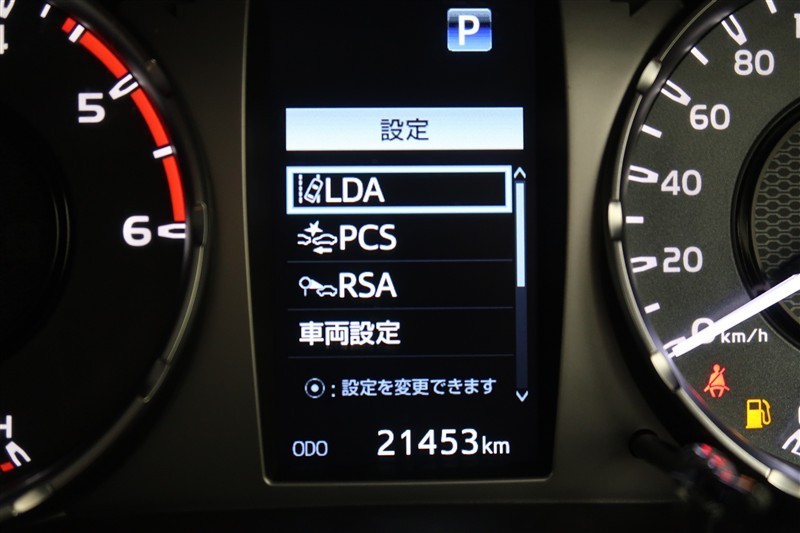 P
設定
LDA
PCS
RSA
車両設定
⦿:設定を変更できます
ODO 21453km
4
5
6
H
80
60
40
20
0 km/h